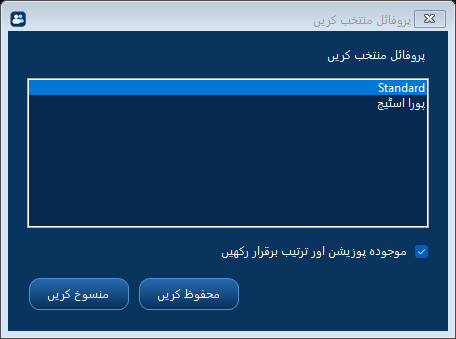 پروفائل منتخب کریں
پروفائل منتخب کریں
Standard
پورا اسٹیج
موجودہ پوزیشن اور ترتیب برقرار رکھیں
محفوظ کریں
منسوخ کریں